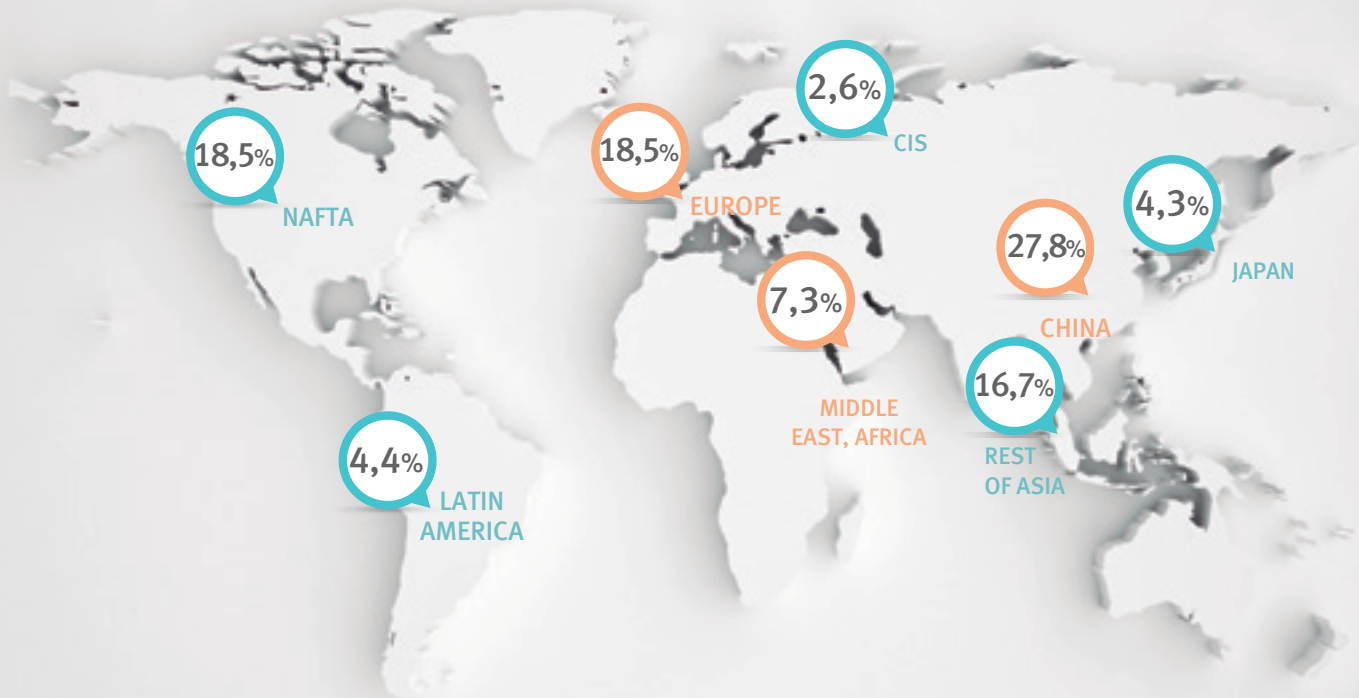 2,6%
CIS
18,5%
NAFTA
18,5%
EUROPE
4,3%
JAPAN
27,8%
CHINA
7,3%
MIDDLE
EAST, AFRICA
16,7%
REST
OF ASIA
4,4%
LATIN
AMERICA